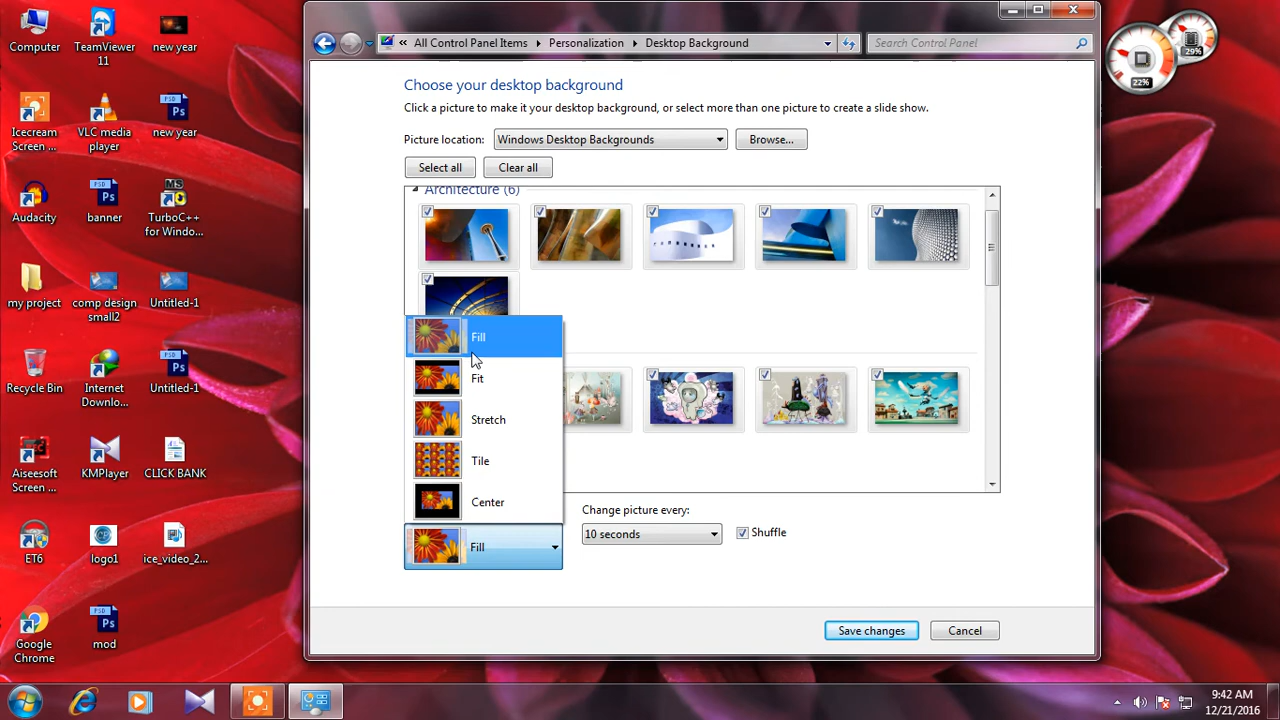 Computer
TeamViewer
11
new year
Icecream
Screen ...
VLC media
player
new year
Audacity
banner
TurboC++
for Windo...
my project
comp design
small2
Untitled-1
Recycle Bin
Internet
Downlo...
Untitled-1
Aiseesoft
Screen ...
KMPlayer
CLICK BANK
ET6
logo1
ice_video_2...
Google
Chrome
mod
« All Control Panel Items
Personalization
Desktop Background
Search Control Panel
Choose your desktop background
Click a picture to make it your desktop background, or select more than one picture to create a slide show.
Picture location:
Windows Desktop Backgrounds
Browse...
Select all
Clear all
Architecture (6)
Fill
Fit
Stretch
Tile
Center
Fill
Change picture every:
10 seconds
Shuffle
Save changes
Cancel
22%
29%
9:42 AM
12/21/2016